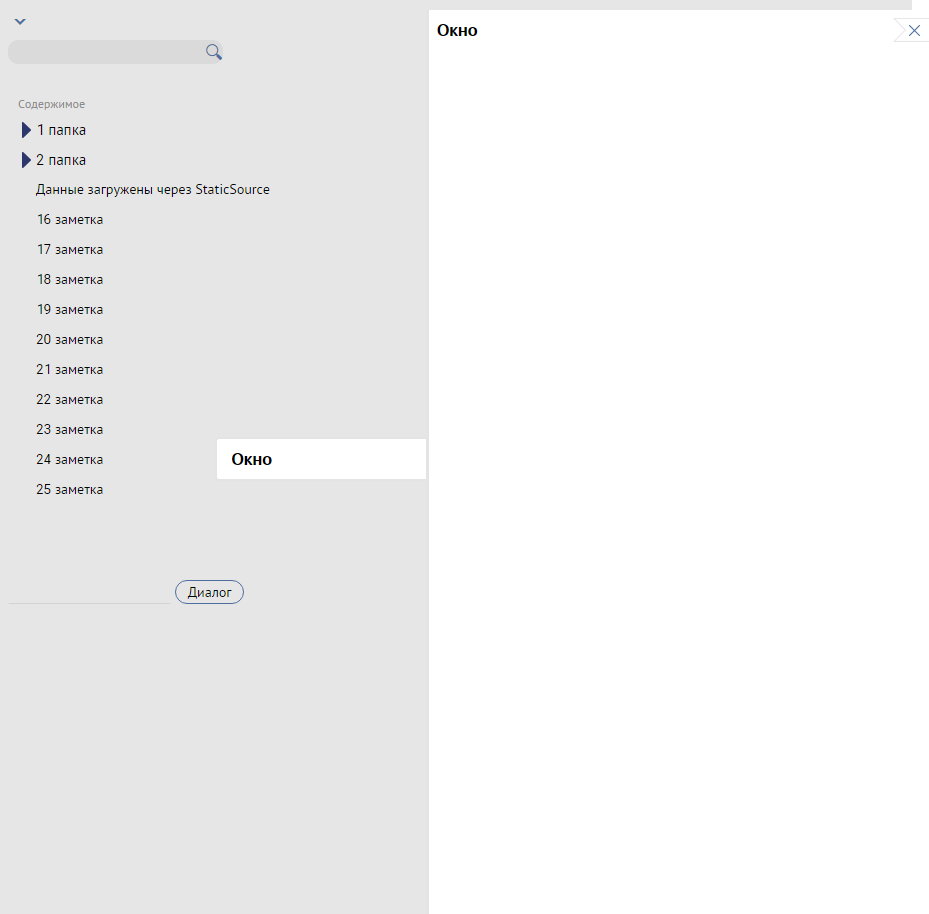 Окно
Содержимое
1 папка
2 папка
Данные загружены через StaticSource
16 заметка
17 заметка
18 заметка
19 заметка
20 заметка
21 заметка
22 заметка
23 заметка
24 заметка
Окно
25 заметка
Диалог